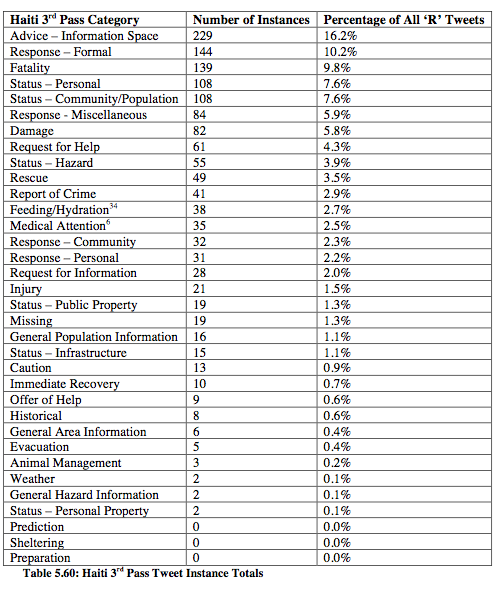 Haiti 3rd Pass Category Number of Instances Percentage of All ‘R’ Tweets
Advice – Information Space 229 16.2%
Response – Formal 144 10.2%
Fatality 139 9.8%
Status – Personal 108 7.6%
Status – Community/Population 108 7.6%
Response - Miscellaneous 84 5.9%
Damage 82 5.8%
Request for Help 61 4.3%
Status – Hazard 55 3.9%
Rescue 49 3.5%
Report of Crime 41 2.9%
Feeding/Hydration34 38 2.7%
Medical Attention6 35 2.5%
Response – Community 32 2.3%
Response – Personal 31 2.2%
Request for Information 28 2.0%
Injury 21 1.5%
Status – Public Property 19 1.3%
Missing 19 1.3%
General Population Information 16 1.1%
Status – Infrastructure 15 1.1%
Caution 13 0.9%
Immediate Recovery 10 0.7%
Offer of Help 9 0.6%
Historical 8 0.6%
General Area Information 6 0.4%
Evacuation 5 0.4%
Animal Management 3 0.2%
Weather 2 0.1%
General Hazard Information 2 0.1%
Status – Personal Property 2 0.1%
Prediction 0 0.0%
Sheltering 0 0.0%
Preparation 0 0.0%
Table 5.60: Haiti 3rd Pass Tweet Instance Totals